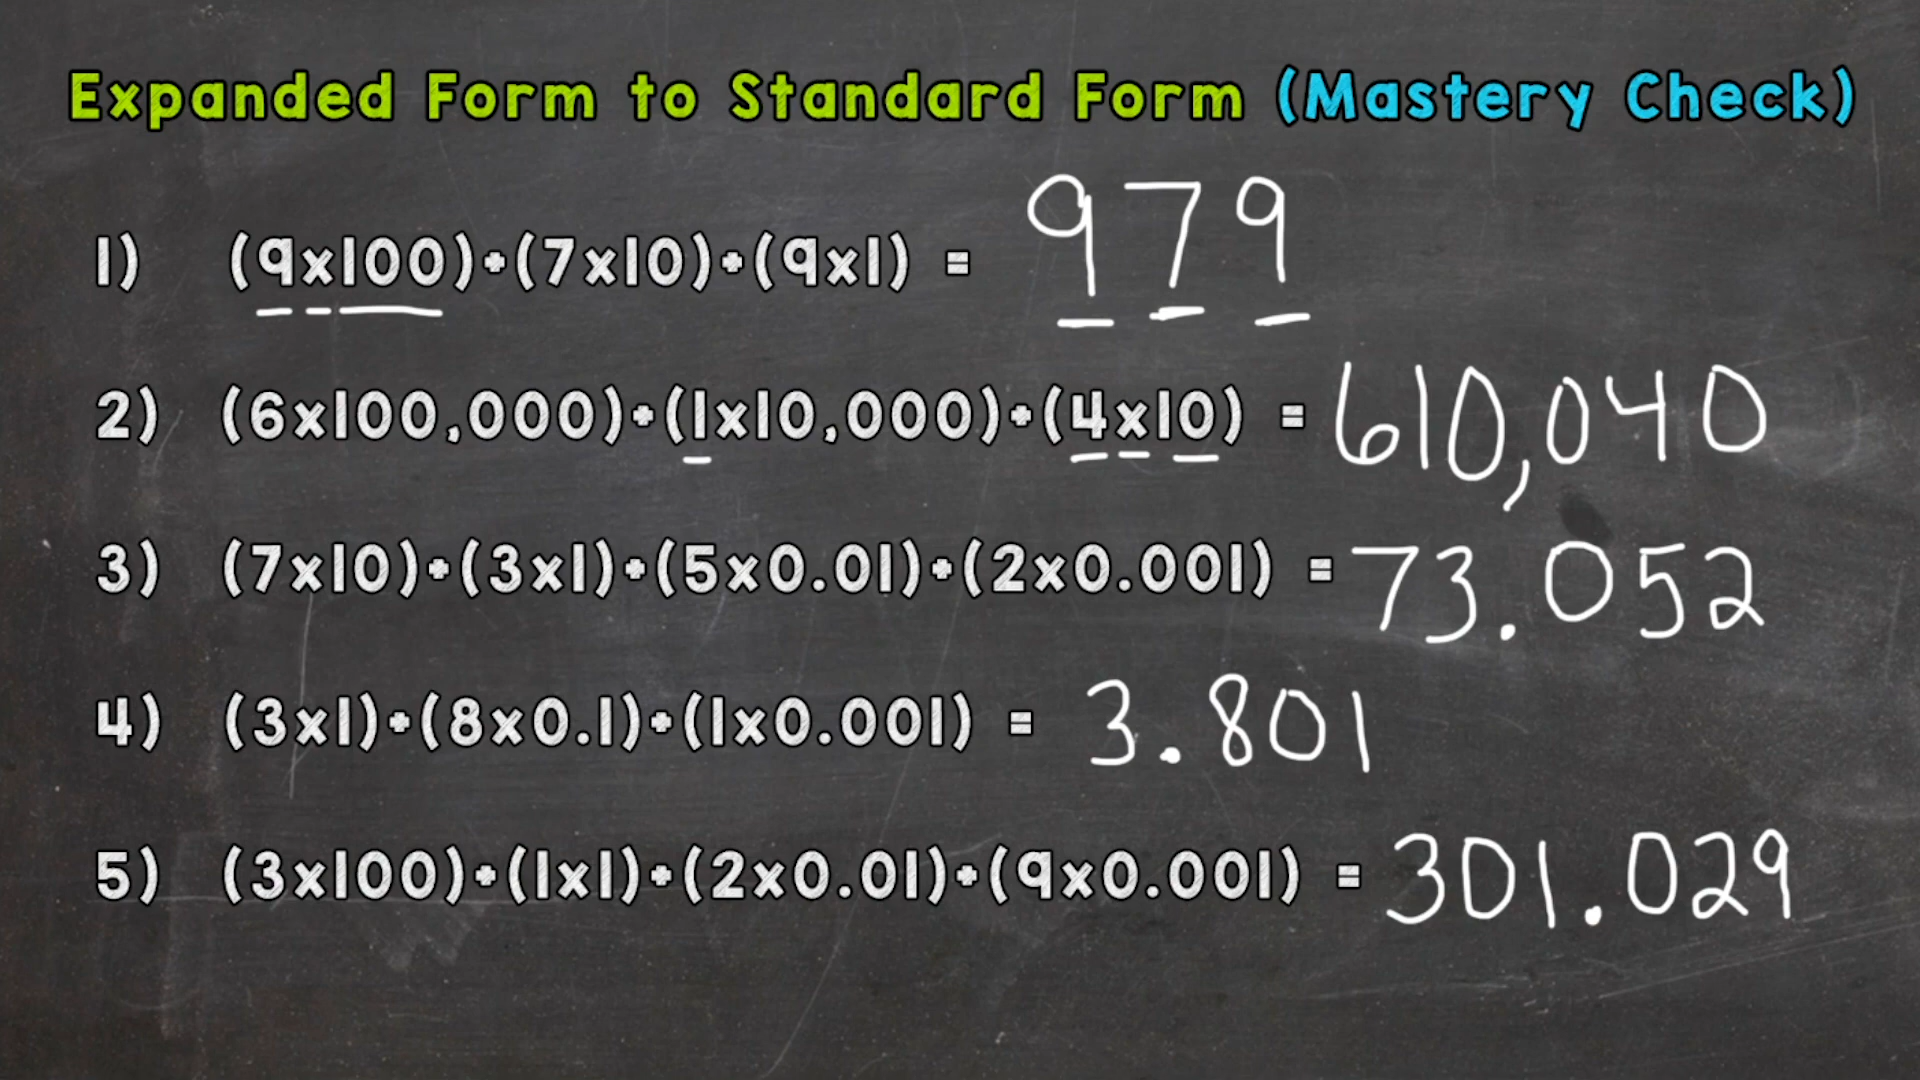 Expanded Form to Standard Form (Mastery Check)
1) (9x100)+(7x10)+(9x1) = 979
2) (6x100,000)+(1x10,000)+(4x10) = 610,040
3) (7x10)+(3x1)+(5x0.01)+(2x0.001) = 73.052
4) (3x1)+(8x0.1)+(1x0.001) = 3.801
5) (3x100)+(1x1)+(2x0.01)+(9x0.001) = 301.029